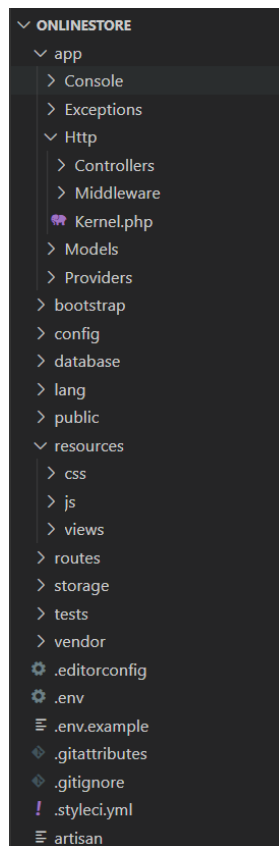 ONLINESTORE
app
Console
Exceptions
Http
Controllers
Middleware
Kernel.php
Models
Providers
bootstrap
config
database
lang
public
resources
css
js
views
routes
storage
tests
vendor
.editorconfig
.env
.env.example
.gitattributes
.gitignore
.styleci.yml
artisan